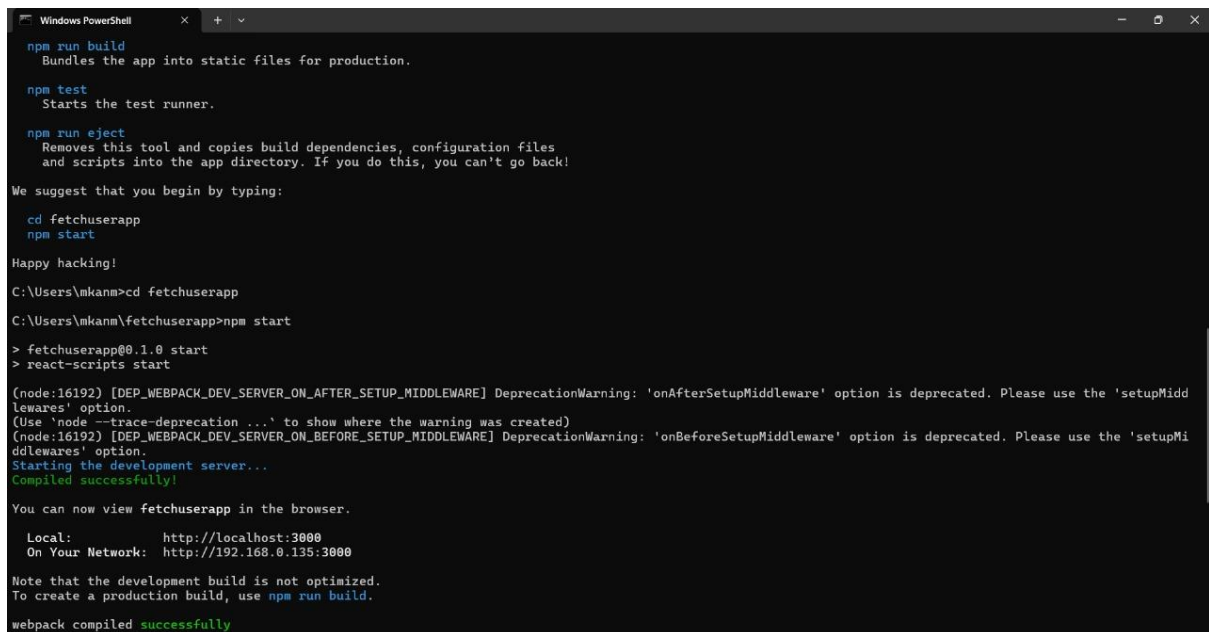 Windows PowerShell
npm run build
Bundles the app into static files for production.
npm test
Starts the test runner.
npm run eject
Removes this tool and copies build dependencies, configuration files
and scripts into the app directory. If you do this, you can't go back!
We suggest that you begin by typing:
cd fetchuserapp
npm start
Happy hacking!
C:\Users\mkanm>cd fetchuserapp
C:\Users\mkanm\fetchuserapp>npm start
> fetchuserapp@0.1.0 start
> react-scripts start
(node:16192) [DEP_WEBPACK_DEV_SERVER_ON_AFTER_SETUP_MIDDLEWARE] DeprecationWarning: 'onAfterSetupMiddleware' option is deprecated. Please use the 'setupMidd
lewares' option.
(Use `node --trace-deprecation ...` to show where the warning was created)
(node:16192) [DEP_WEBPACK_DEV_SERVER_ON_BEFORE_SETUP_MIDDLEWARE] DeprecationWarning: 'onBeforeSetupMiddleware' option is deprecated. Please use the 'setupMi
ddlewares' option.
Starting the development server...
Compiled successfully!
You can now view fetchuserapp in the browser.
Local: http://localhost:3000
On Your Network: http://192.168.0.135:3000
Note that the development build is not optimized.
To create a production build, use npm run build.
webpack compiled successfully